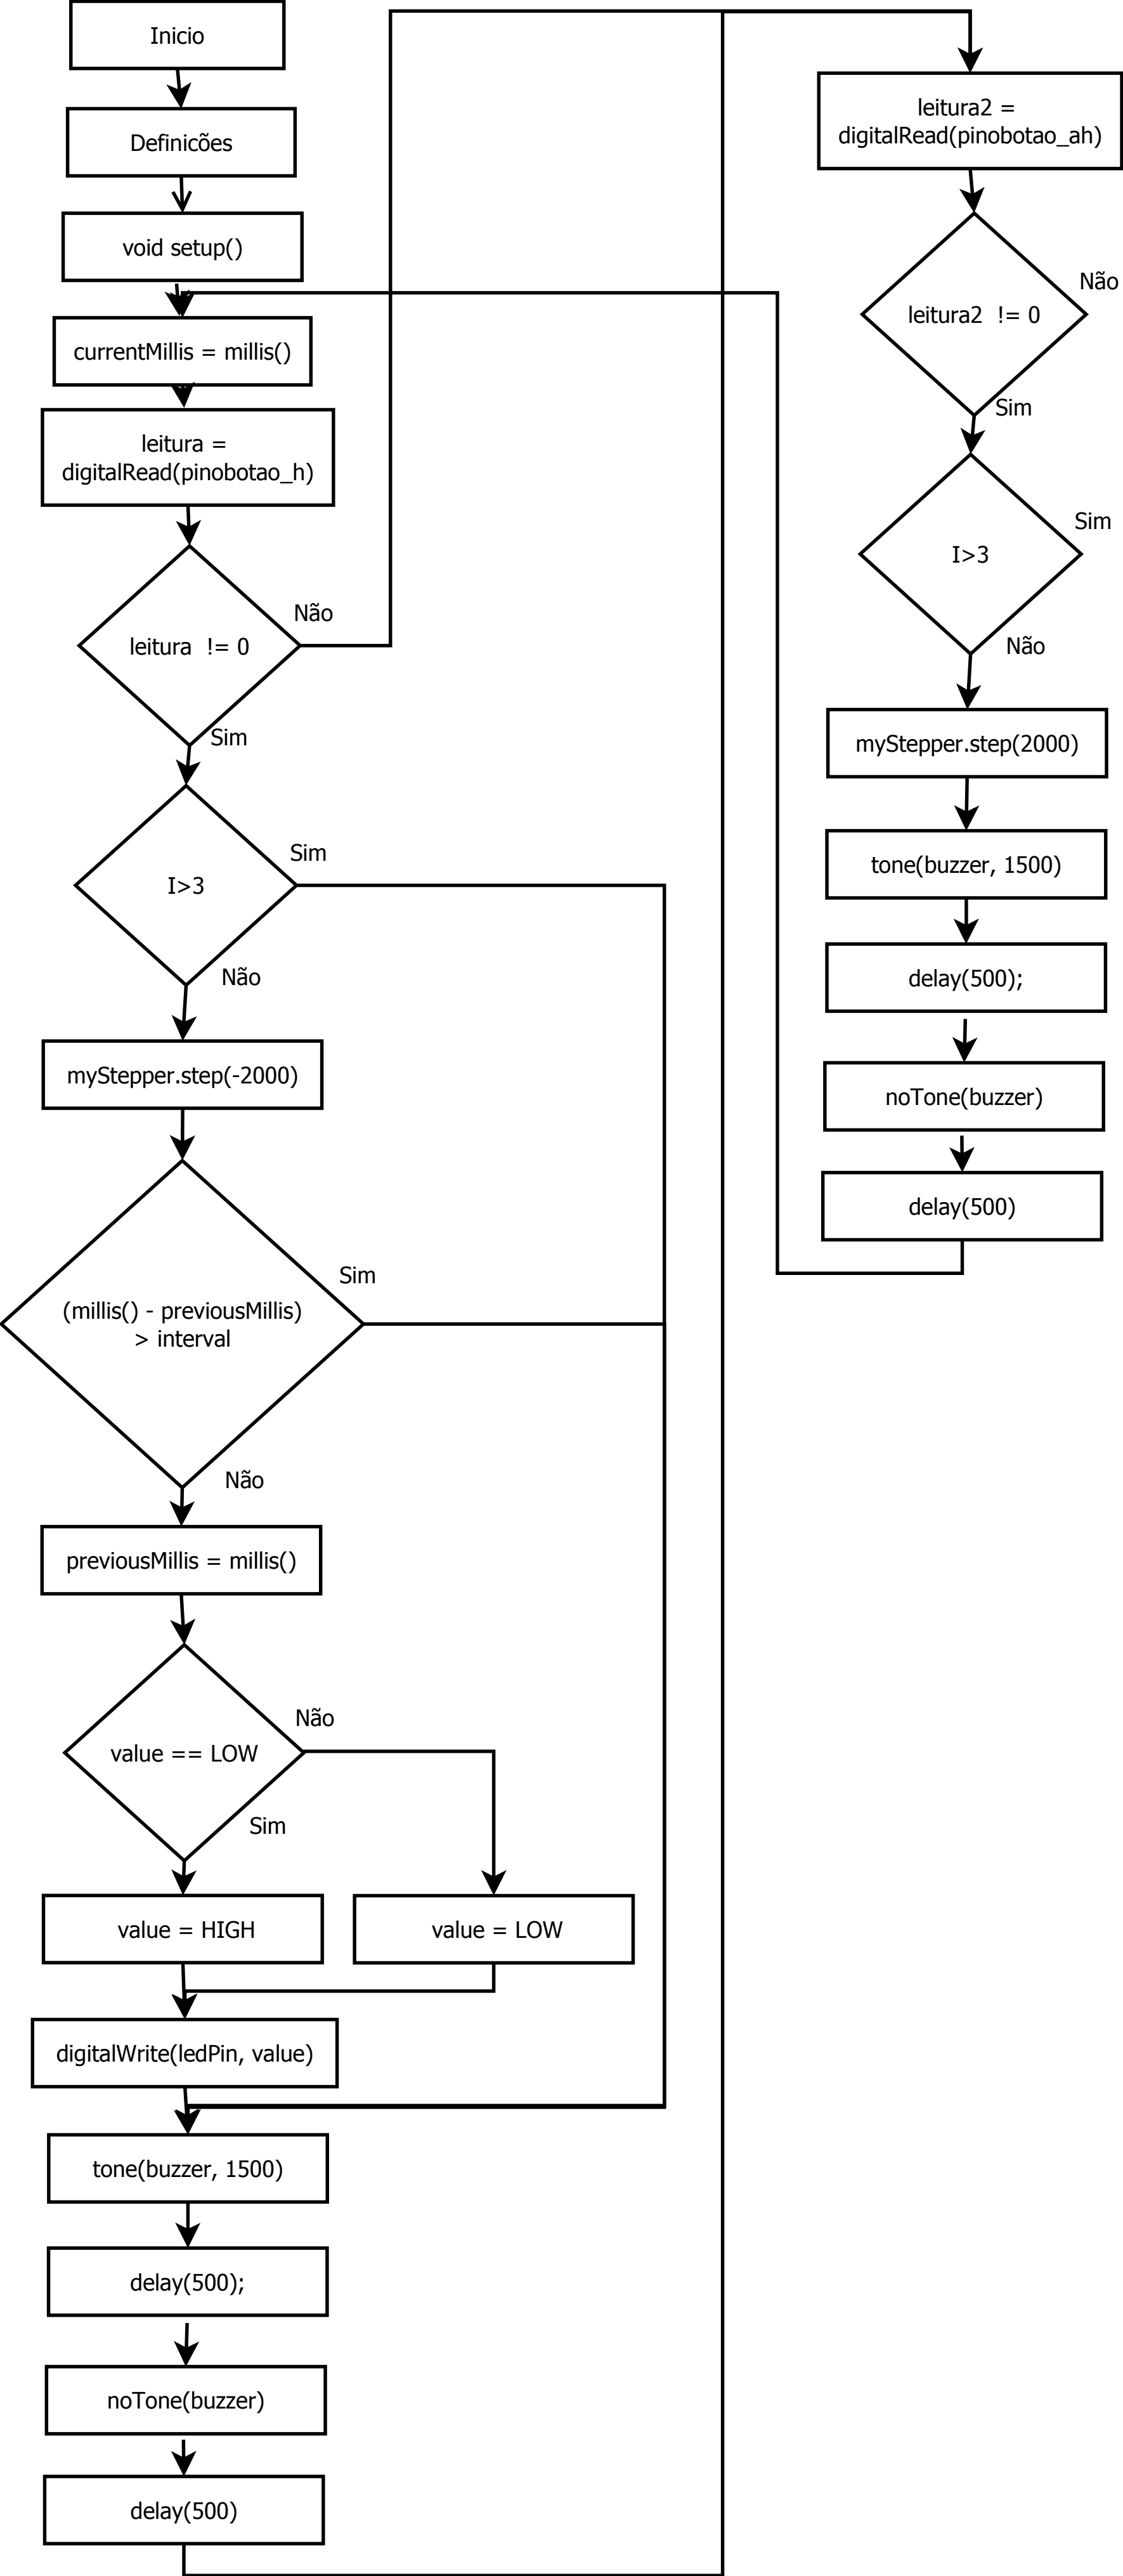 Inicio
Definicões
void setup()
currentMillis = millis()
leitura =
digitalRead(pinobotao_h)
leitura != 0
Não
Sim
I>3
Sim
Não
myStepper.step(-2000)
(millis() - previousMillis)
> interval
Sim
Não
previousMillis = millis()
value == LOW
Não
Sim
value = HIGH
value = LOW
digitalWrite(ledPin, value)
tone(buzzer, 1500)
delay(500);
noTone(buzzer)
delay(500)
leitura2 =
digitalRead(pinobotao_ah)
leitura2 != 0
Não
Sim
I>3
Sim
Não
myStepper.step(2000)
tone(buzzer, 1500)
delay(500);
noTone(buzzer)
delay(500)